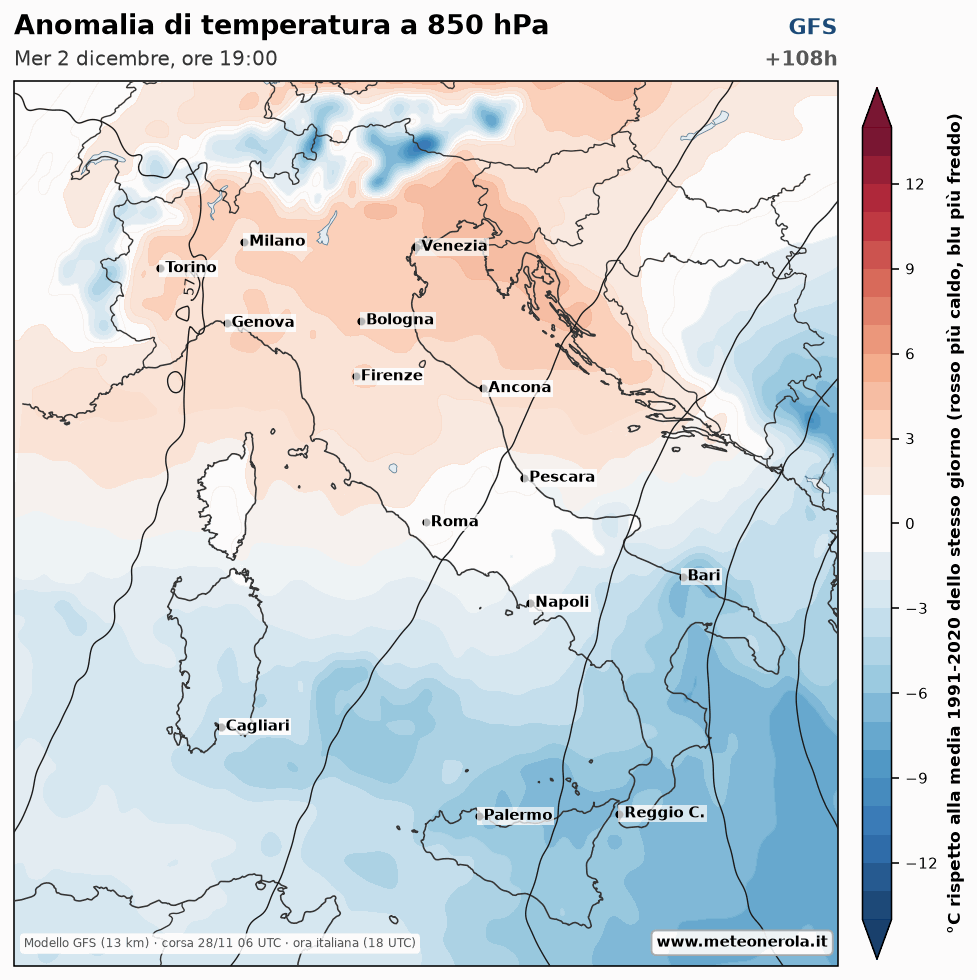 Anomalia di temperatura a 850 hPa
GFS
Mer 2 dicembre, ore 19:00
+108h
Milano
Venezia
Torino
Genova
Bologna
Firenze
Ancona
Pescara
Roma
Bari
Napoli
Cagliari
Palermo
Reggio C.
Modello GFS (13 km) · corsa 28/11 06 UTC · ora italiana (18 UTC)
www.meteonerola.it
12
9
6
3
0
−3
−6
−9
−12
°C rispetto alla media 1991-2020 dello stesso giorno (rosso più caldo, blu più freddo)